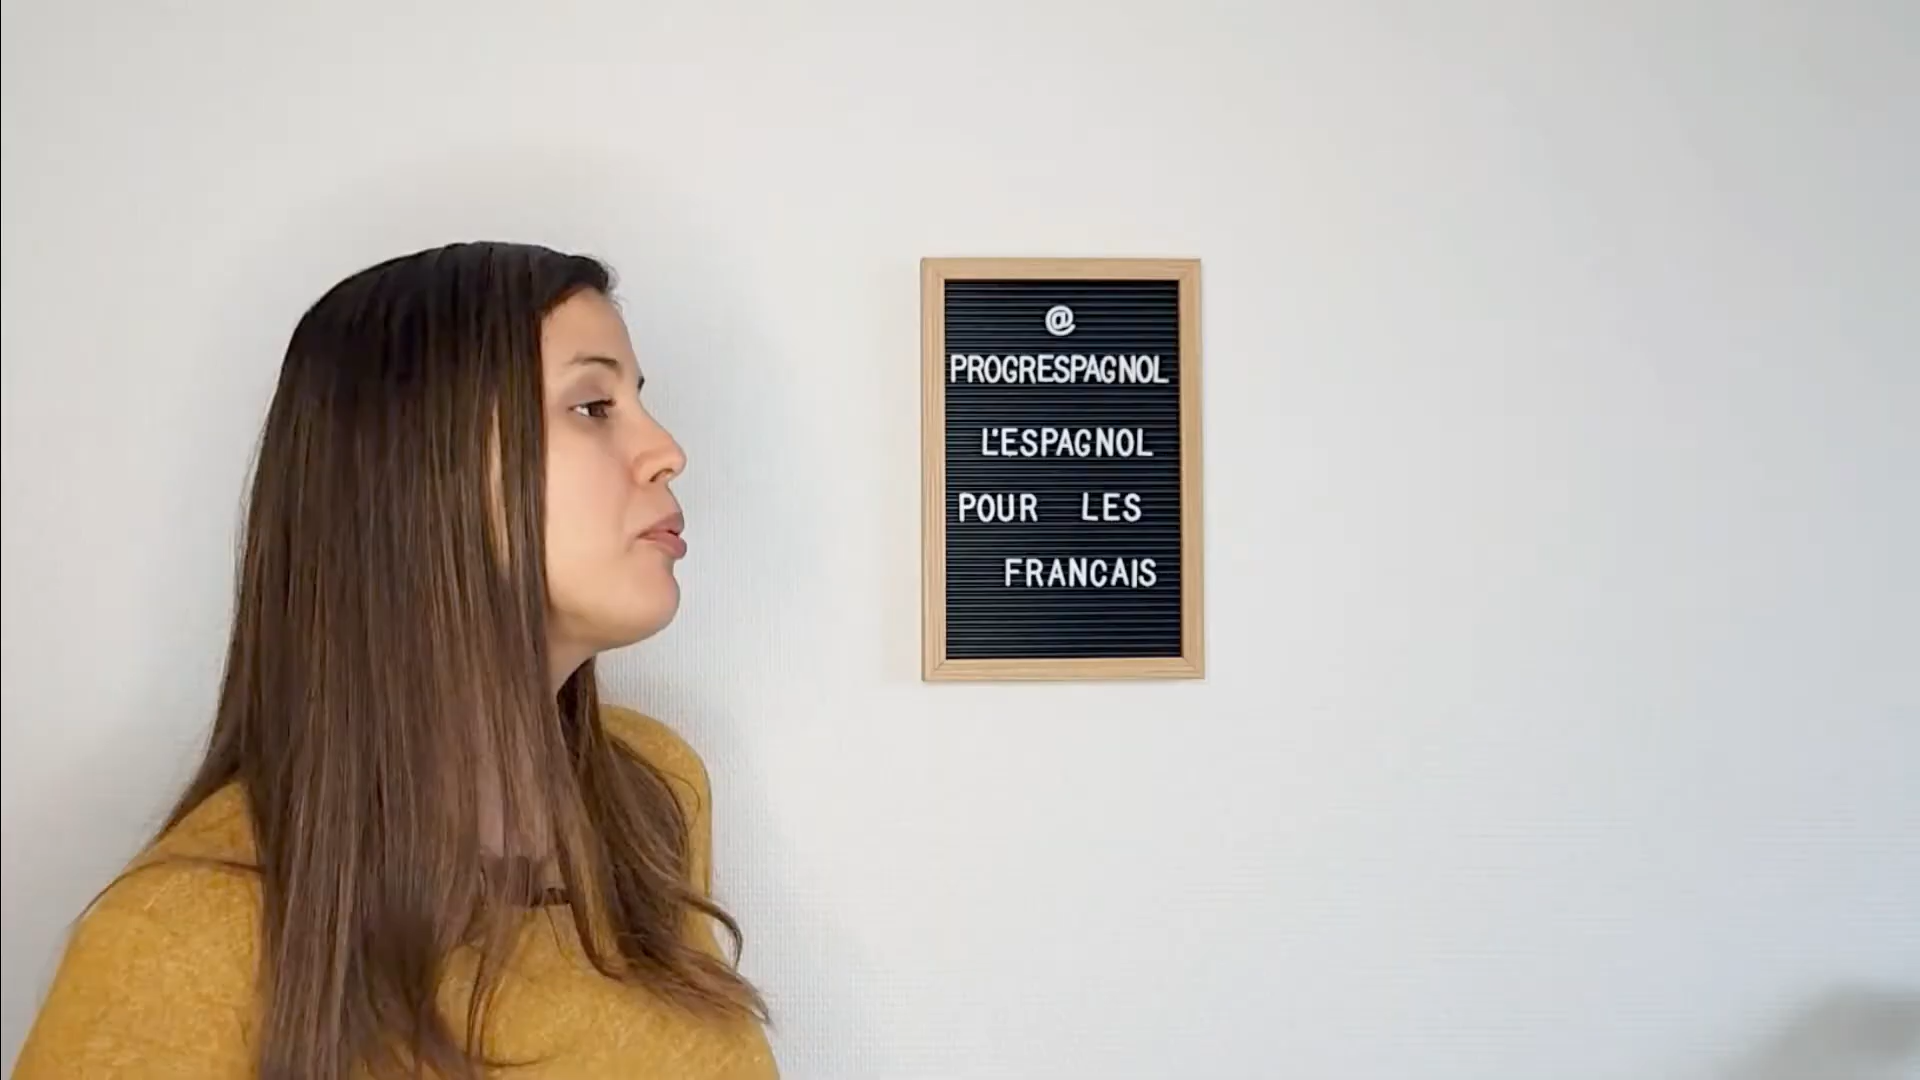 @
PROGRESPAGNOL
L'ESPAGNOL
POUR LES
FRANCAIS